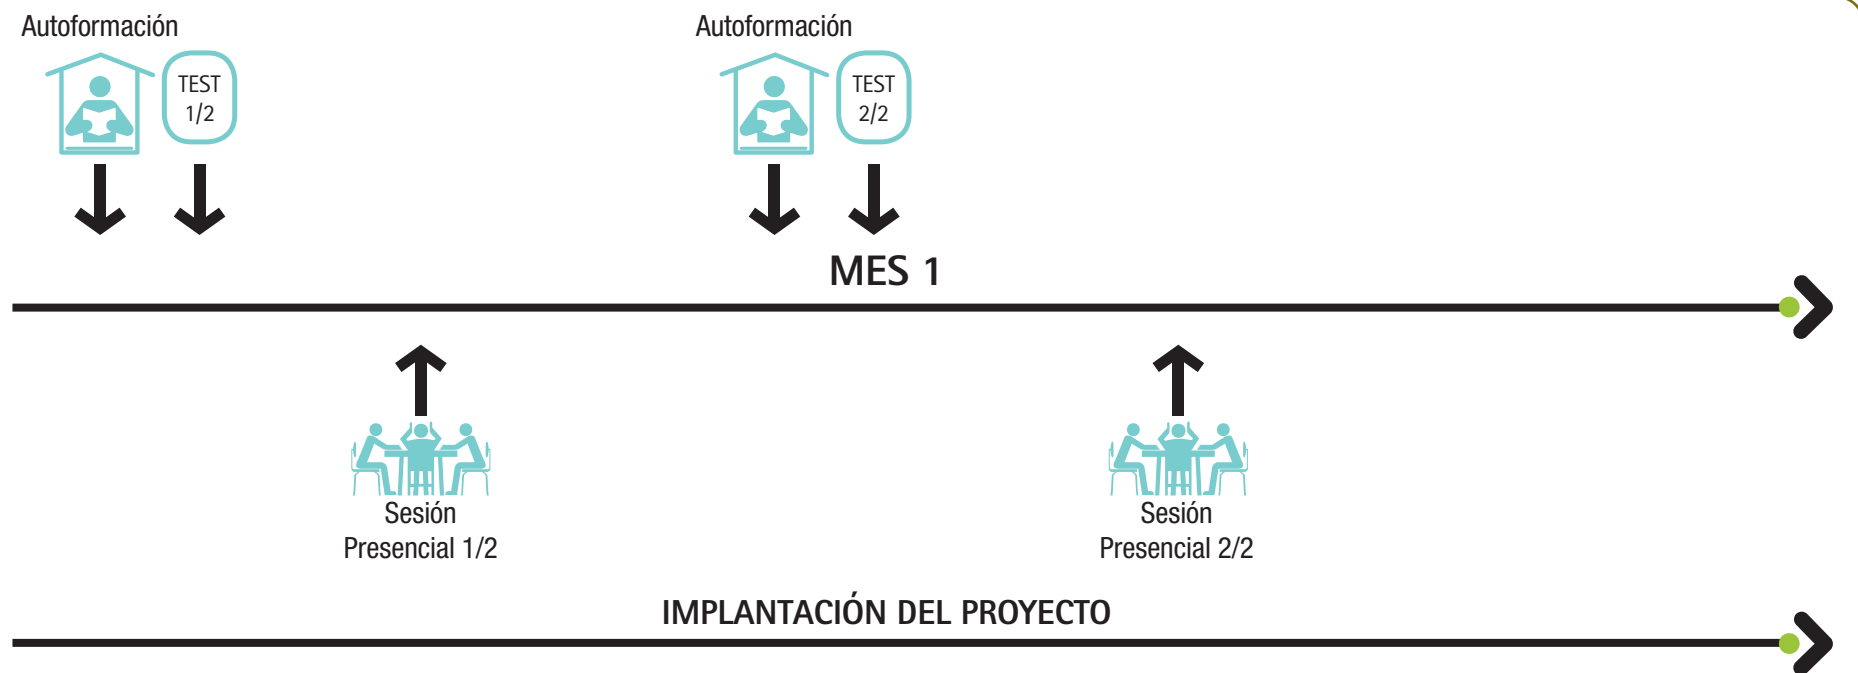 Autoformación
TEST
1/2
Autoformación
TEST
2/2
MES 1
Sesión
Presencial 1/2
Sesión
Presencial 2/2
IMPLANTACIÓN DEL PROYECTO